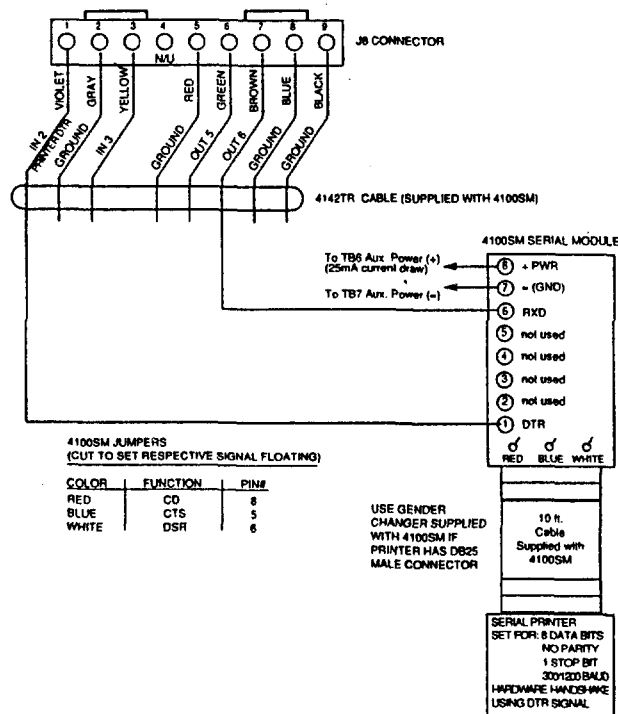 1 2 3 4 5 6 7 8 9
J8 CONNECTOR
N/U
VIOLET
GRAY
YELLOW
RED
GREEN
BROWN
BLUE
BLACK
IN 2
PRINTER DTR
GROUND
IN 3
GROUND
OUT 5
OUT 6
GROUND
GROUND
4142TR CABLE (SUPPLIED WITH 4100SM)
4100SM SERIAL MODULE
To TB6 Aux. Power (+)
(25mA current draw)
8 + PWR
To TB7 Aux. Power (–)
7 – (GND)
6 RXD
5 not used
4 not used
3 not used
2 not used
1 DTR
RED BLUE WHITE
4100SM JUMPERS
(CUT TO SET RESPECTIVE SIGNAL FLOATING)
COLOR FUNCTION PIN#
RED CD 8
BLUE CTS 5
WHITE DSR 6
USE GENDER
CHANGER SUPPLIED
WITH 4100SM IF
PRINTER HAS DB25
MALE CONNECTOR
10 ft.
Cable
Supplied with
4100SM
SERIAL PRINTER
SET FOR: 8 DATA BITS
NO PARITY
1 STOP BIT
300/1200 BAUD
HARDWARE HANDSHAKE
USING DTR SIGNAL